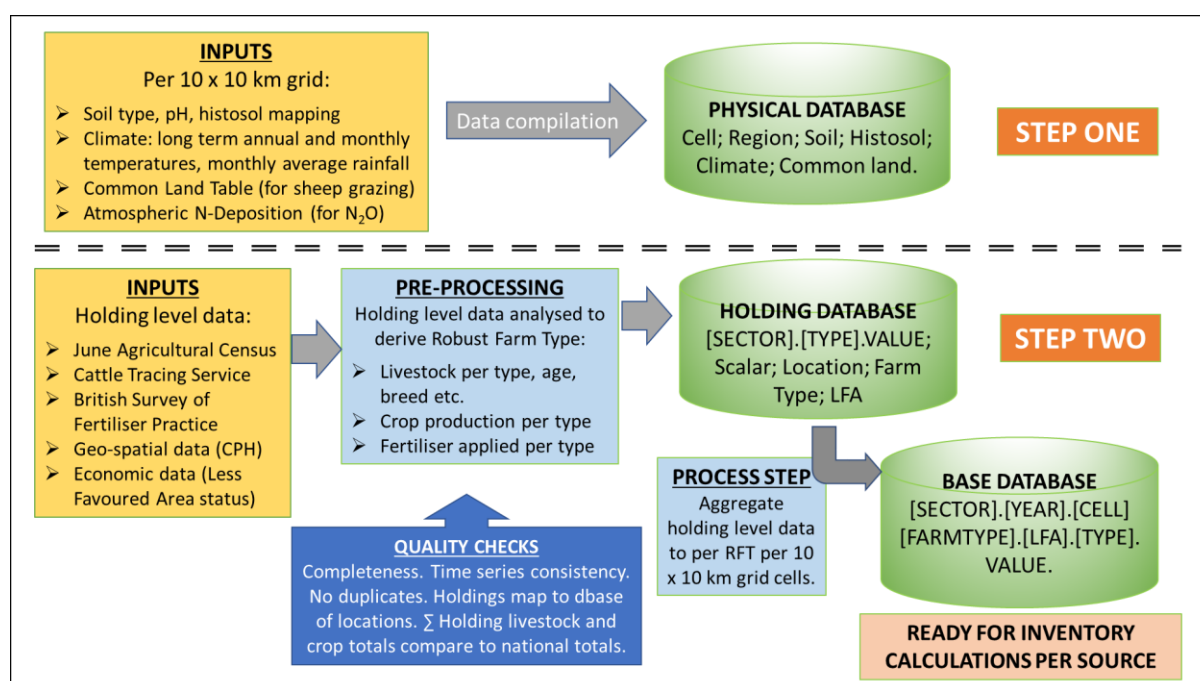 INPUTS
Per 10 x 10 km grid:
➢ Soil type, pH, histosol mapping
➢ Climate: long term annual and monthly
temperatures, monthly average rainfall
➢ Common Land Table (for sheep grazing)
➢ Atmospheric N-Deposition (for N₂O)
Data compilation
PHYSICAL DATABASE
Cell; Region; Soil; Histosol;
Climate; Common land.
STEP ONE
INPUTS
Holding level data:
➢ June Agricultural Census
➢ Cattle Tracing Service
➢ British Survey of
Fertiliser Practice
➢ Geo-spatial data (CPH)
➢ Economic data (Less
Favoured Area status)
PRE-PROCESSING
Holding level data analysed to
derive Robust Farm Type:
➢ Livestock per type, age,
breed etc.
➢ Crop production per type
➢ Fertiliser applied per type
HOLDING DATABASE
[SECTOR].[TYPE].VALUE;
Scalar; Location; Farm
Type; LFA
STEP TWO
QUALITY CHECKS
Completeness. Time series consistency.
No duplicates. Holdings map to dbase
of locations. ∑ Holding livestock and
crop totals compare to national totals.
PROCESS STEP
Aggregate
holding level data
to per RFT per 10
x 10 km grid cells.
BASE DATABASE
[SECTOR].[YEAR].[CELL]
[FARMTYPE].[LFA].[TYPE].
VALUE.
READY FOR INVENTORY
CALCULATIONS PER SOURCE